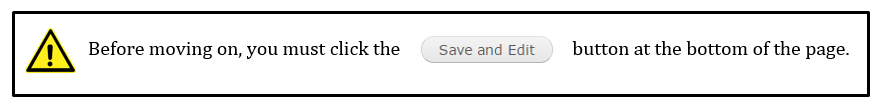 Before moving on, you must click the Save and Edit button at the bottom of the page.